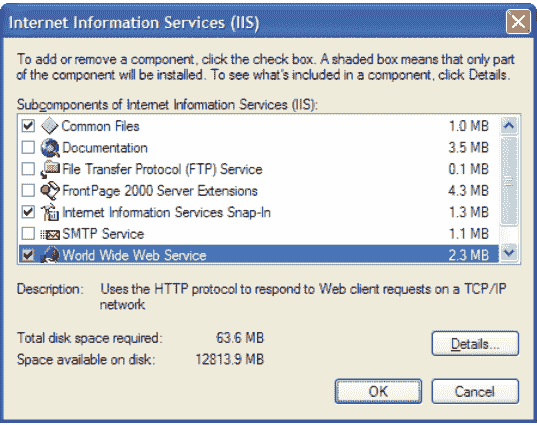 Internet Information Services (IIS)
To add or remove a component, click the check box. A shaded box means that only part
of the component will be installed. To see what's included in a component, click Details.
Subcomponents of Internet Information Services (IIS):
Common Files 1.0 MB
Documentation 3.5 MB
File Transfer Protocol (FTP) Service 0.1 MB
FrontPage 2000 Server Extensions 4.3 MB
Internet Information Services Snap-In 1.3 MB
SMTP Service 1.1 MB
World Wide Web Service 2.3 MB
Description: Uses the HTTP protocol to respond to Web client requests on a TCP/IP
network
Total disk space required: 63.6 MB
Space available on disk: 12813.9 MB
Details...
OK Cancel